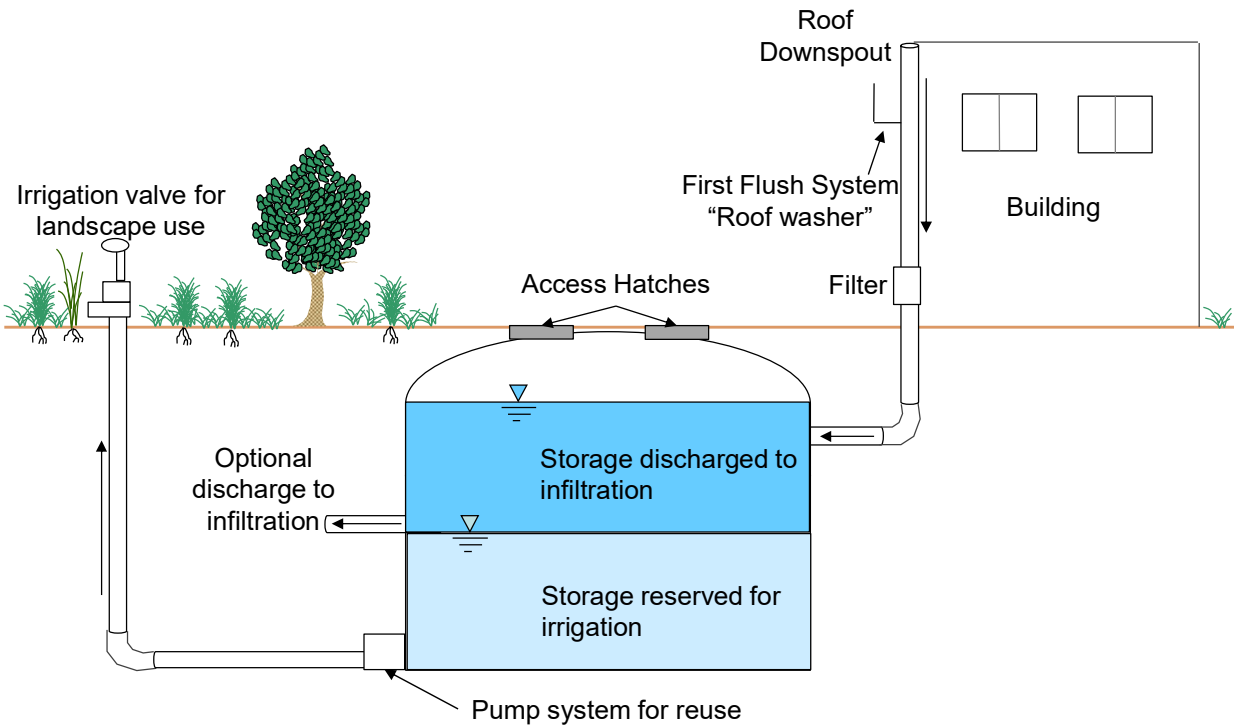 Roof
Downspout
First Flush System
“Roof washer”
Building
Irrigation valve for
landscape use
Access Hatches
Filter
Optional
discharge to
infiltration
Storage discharged to
infiltration
Storage reserved for
irrigation
Pump system for reuse